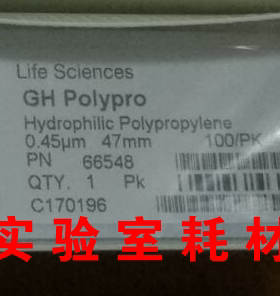 Life Sciences
GH Polypro
Hydrophilic Polypropylene
0.45µm 47mm 100/PK
PN 66548
QTY. 1 Pk
C170196
实验室耗材